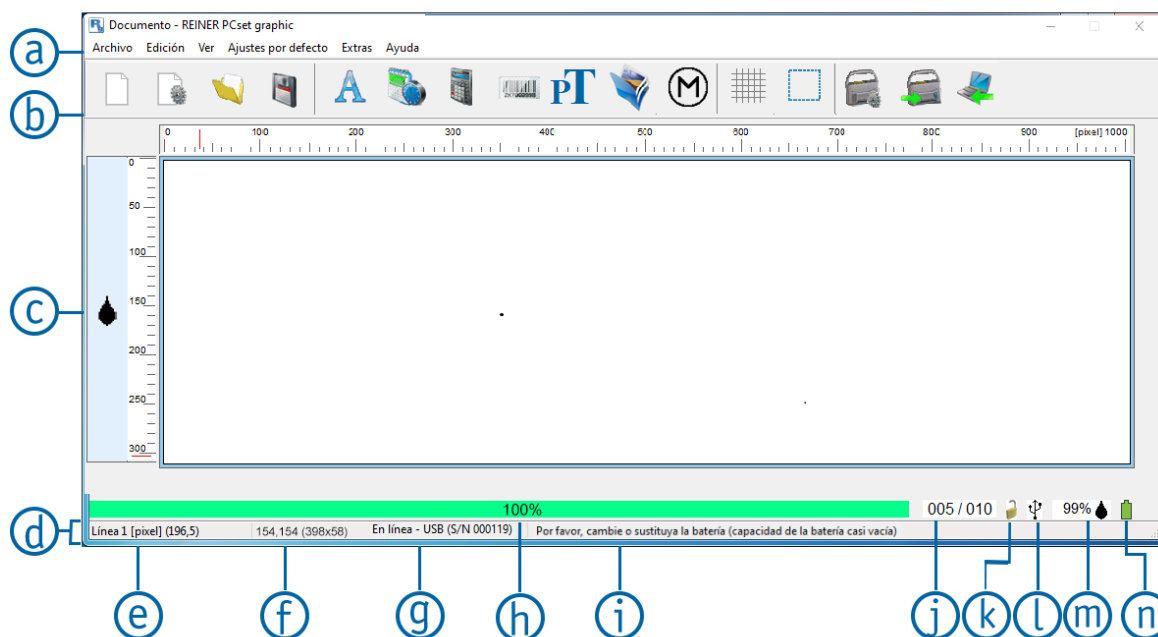 Documento - REINER PCset graphic
a
Archivo Edición Ver Ajustes por defecto Extras Ayuda
b
A pT M
0 100 200 300 400 500 600 700 800 900 [pixel] 1000
0
50
100
c
150
200
250
300
100% 005 / 010 99%
d
Línea 1 [pixel] (196,5) 154,154 (398x58) En línea - USB (S/N 000119) Por favor, cambie o sustituya la batería (capacidad de la batería casi vacía)
e f g h i j k l m n